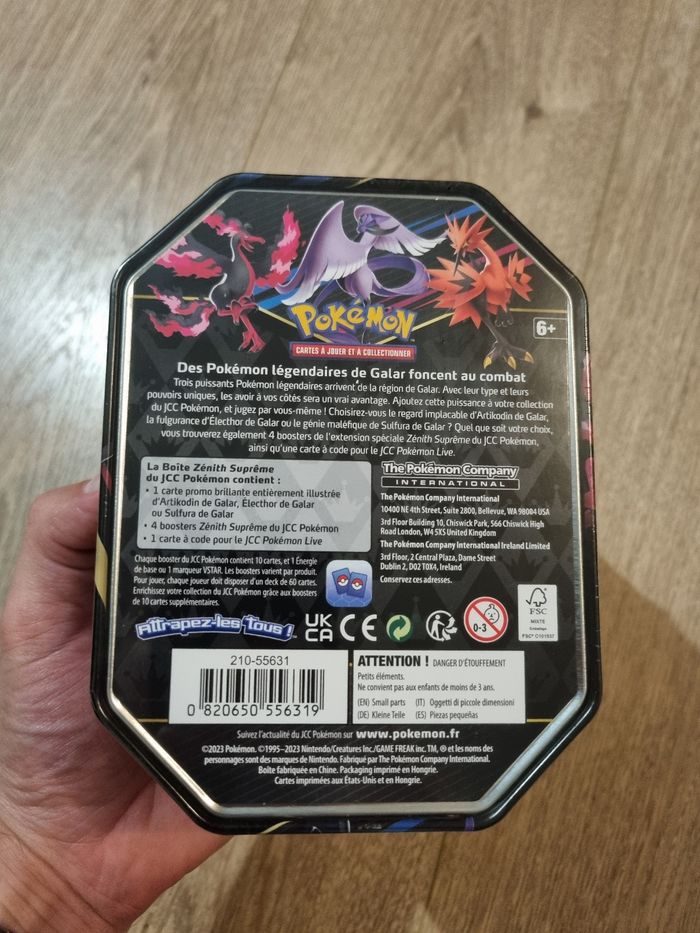 POKéMON
CARTES À JOUER ET À COLLECTIONNER
6+
Des Pokémon légendaires de Galar foncent au combat
Trois puissants Pokémon légendaires arrivent de la région de Galar. Avec leur type et leurs
pouvoirs uniques, les avoir à vos côtés sera un vrai avantage. Ajoutez cette puissance à votre collection
du JCC Pokémon, et jugez par vous-même ! Choisirez-vous le regard implacable d'Artikodin de Galar,
la fulgurance d'Électhor de Galar ou le génie maléfique de Sulfura de Galar ? Quel que soit votre choix,
vous trouverez également 4 boosters de l'extension spéciale Zénith Suprême du JCC Pokémon,
ainsi qu'une carte à code pour le JCC Pokémon Live.
La Boîte Zénith Suprême
du JCC Pokémon contient :
• 1 carte promo brillante entièrement illustrée
d'Artikodin de Galar, Électhor de Galar
ou Sulfura de Galar
• 4 boosters Zénith Suprême du JCC Pokémon
• 1 carte à code pour le JCC Pokémon Live
Chaque booster du JCC Pokémon contient 10 cartes, et 1 Énergie
de base ou 1 marqueur VSTAR. Les boosters varient par produit.
Pour jouer, chaque joueur doit disposer d'un deck de 60 cartes.
Enrichissez votre collection du JCC Pokémon grâce aux boosters
de 10 cartes supplémentaires.
The Pokémon Company
INTERNATIONAL
The Pokémon Company International
10400 NE 4th Street, Suite 2800, Bellevue, WA 98004 USA
3rd Floor Building 10, Chiswick Park, 566 Chiswick High
Road London, W4 5XS United Kingdom
The Pokémon Company International Ireland Limited
3rd Floor, 2 Central Plaza, Dame Street
Dublin 2, D02 T0X4, Ireland
Conservez ces adresses.
Attrapez-les Tous !
UK
CA
CE
0-3
FSC
MIXTE
Emballage
FSC® C101537
210-55631
0 820650 556319
ATTENTION ! DANGER D'ÉTOUFFEMENT
Petits éléments.
Ne convient pas aux enfants de moins de 3 ans.
(EN) Small parts (IT) Oggetti di piccole dimensioni
(DE) Kleine Teile (ES) Piezas pequeñas
Suivez l'actualité du JCC Pokémon sur www.pokemon.fr
©2023 Pokémon. ©1995–2023 Nintendo/Creatures Inc./GAME FREAK inc. TM, ® et les noms des
personnages sont des marques de Nintendo. Fabriqué par The Pokémon Company International.
Boîte fabriquée en Chine. Packaging imprimé en Hongrie.
Cartes imprimées aux États-Unis et en Hongrie.